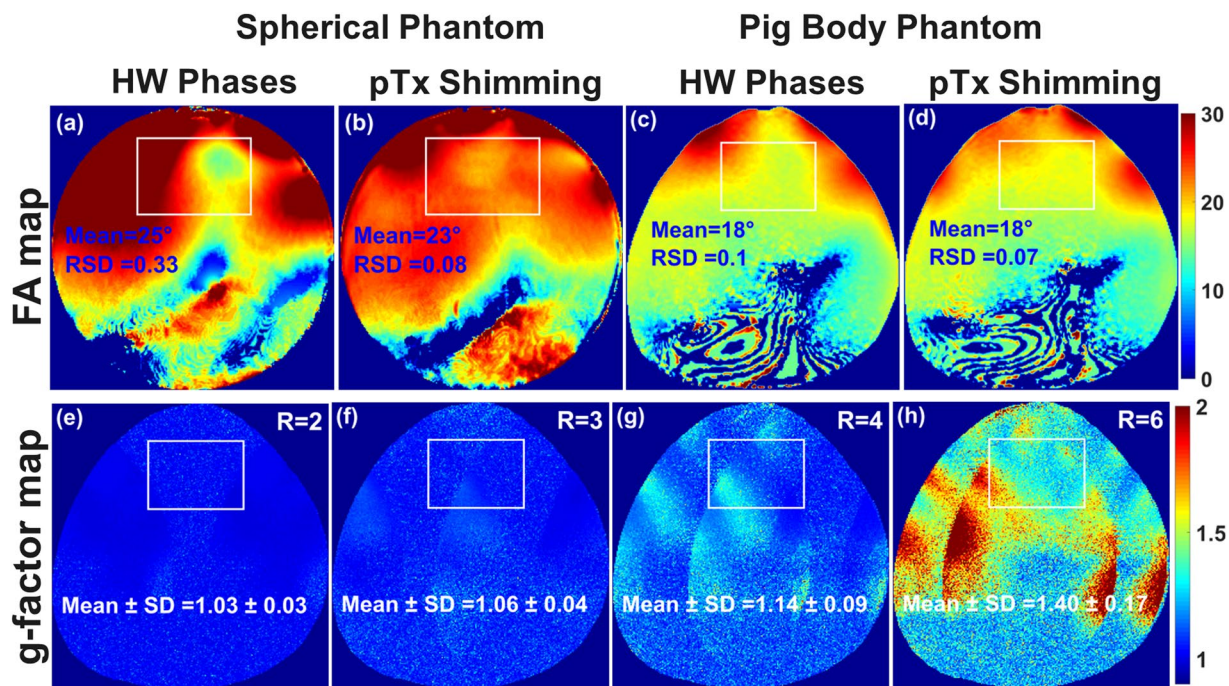 Spherical Phantom
Pig Body Phantom
HW Phases
pTx Shimming
HW Phases
pTx Shimming
FA map
(a)
Mean=25°
RSD =0.33
(b)
Mean=23°
RSD =0.08
(c)
Mean=18°
RSD =0.1
(d)
Mean=18°
RSD =0.07
30
20
10
0
g-factor map
(e)
R=2
Mean ± SD =1.03 ± 0.03
(f)
R=3
Mean ± SD =1.06 ± 0.04
(g)
R=4
Mean ± SD =1.14 ± 0.09
(h)
R=6
Mean ± SD =1.40 ± 0.17
2
1.5
1